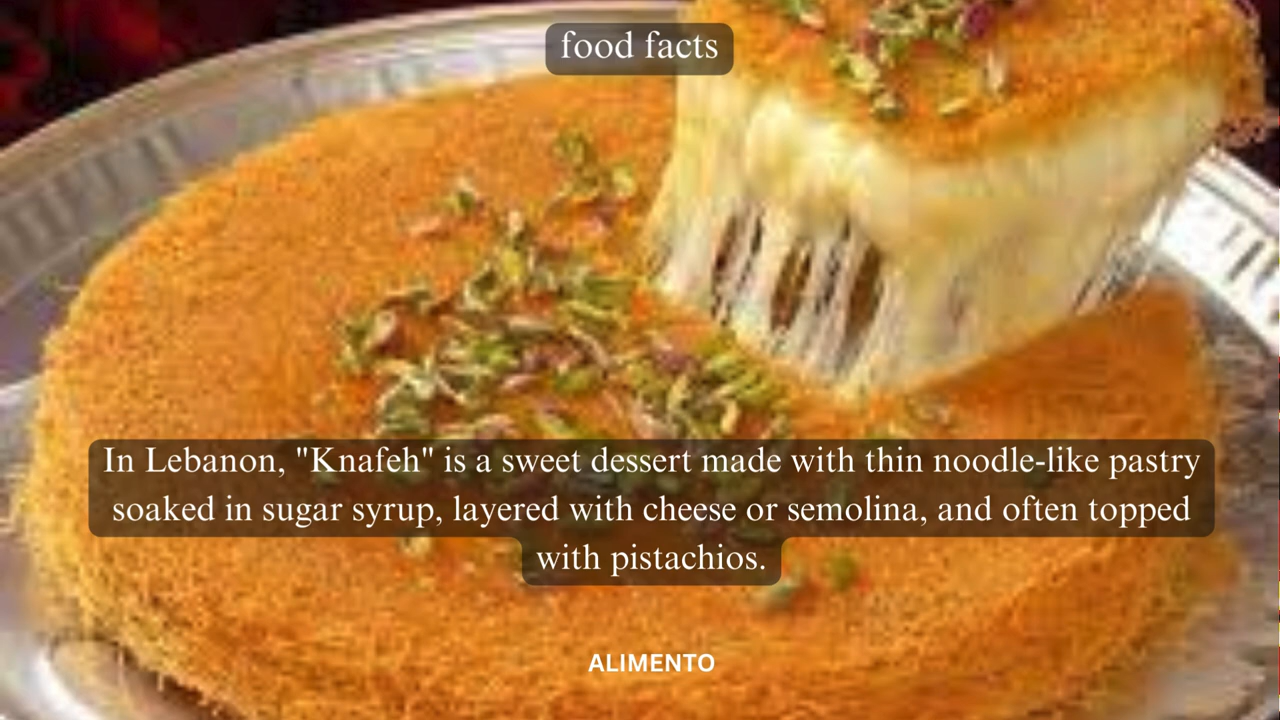 food facts
In Lebanon, "Knafeh" is a sweet dessert made with thin noodle-like pastry
soaked in sugar syrup, layered with cheese or semolina, and often topped
with pistachios.
ALIMENTO